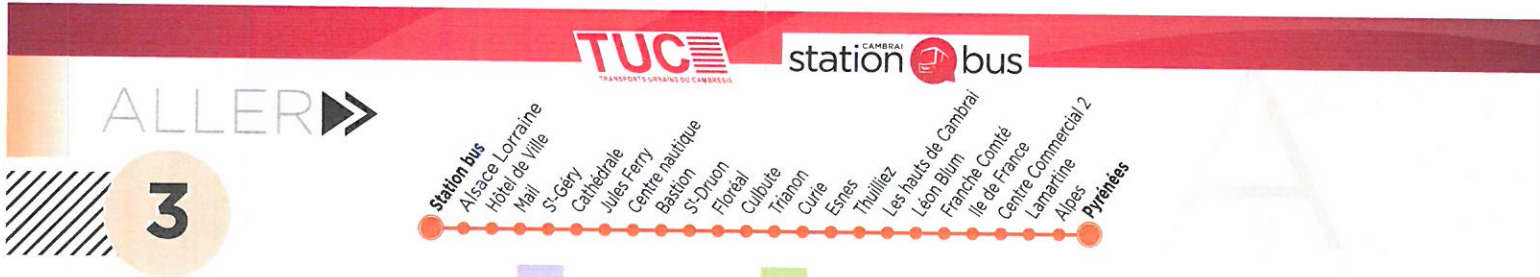 TUC
TRANSPORTS URBAINS DU CAMBRESIS
CAMBRAI
station bus
ALLER
3
Station bus
Alsace Lorraine
Hôtel de Ville
Mail
St-Géry
Cathédrale
Jules Ferry
Centre nautique
Bastion
St-Druon
Floréal
Culbute
Trianon
Curie
Esnes
Thuilliez
Les hauts de Cambrai
Léon Blum
Franche Comté
Ile de France
Centre Commercial 2
Lamartine
Alpes
Pyrénées